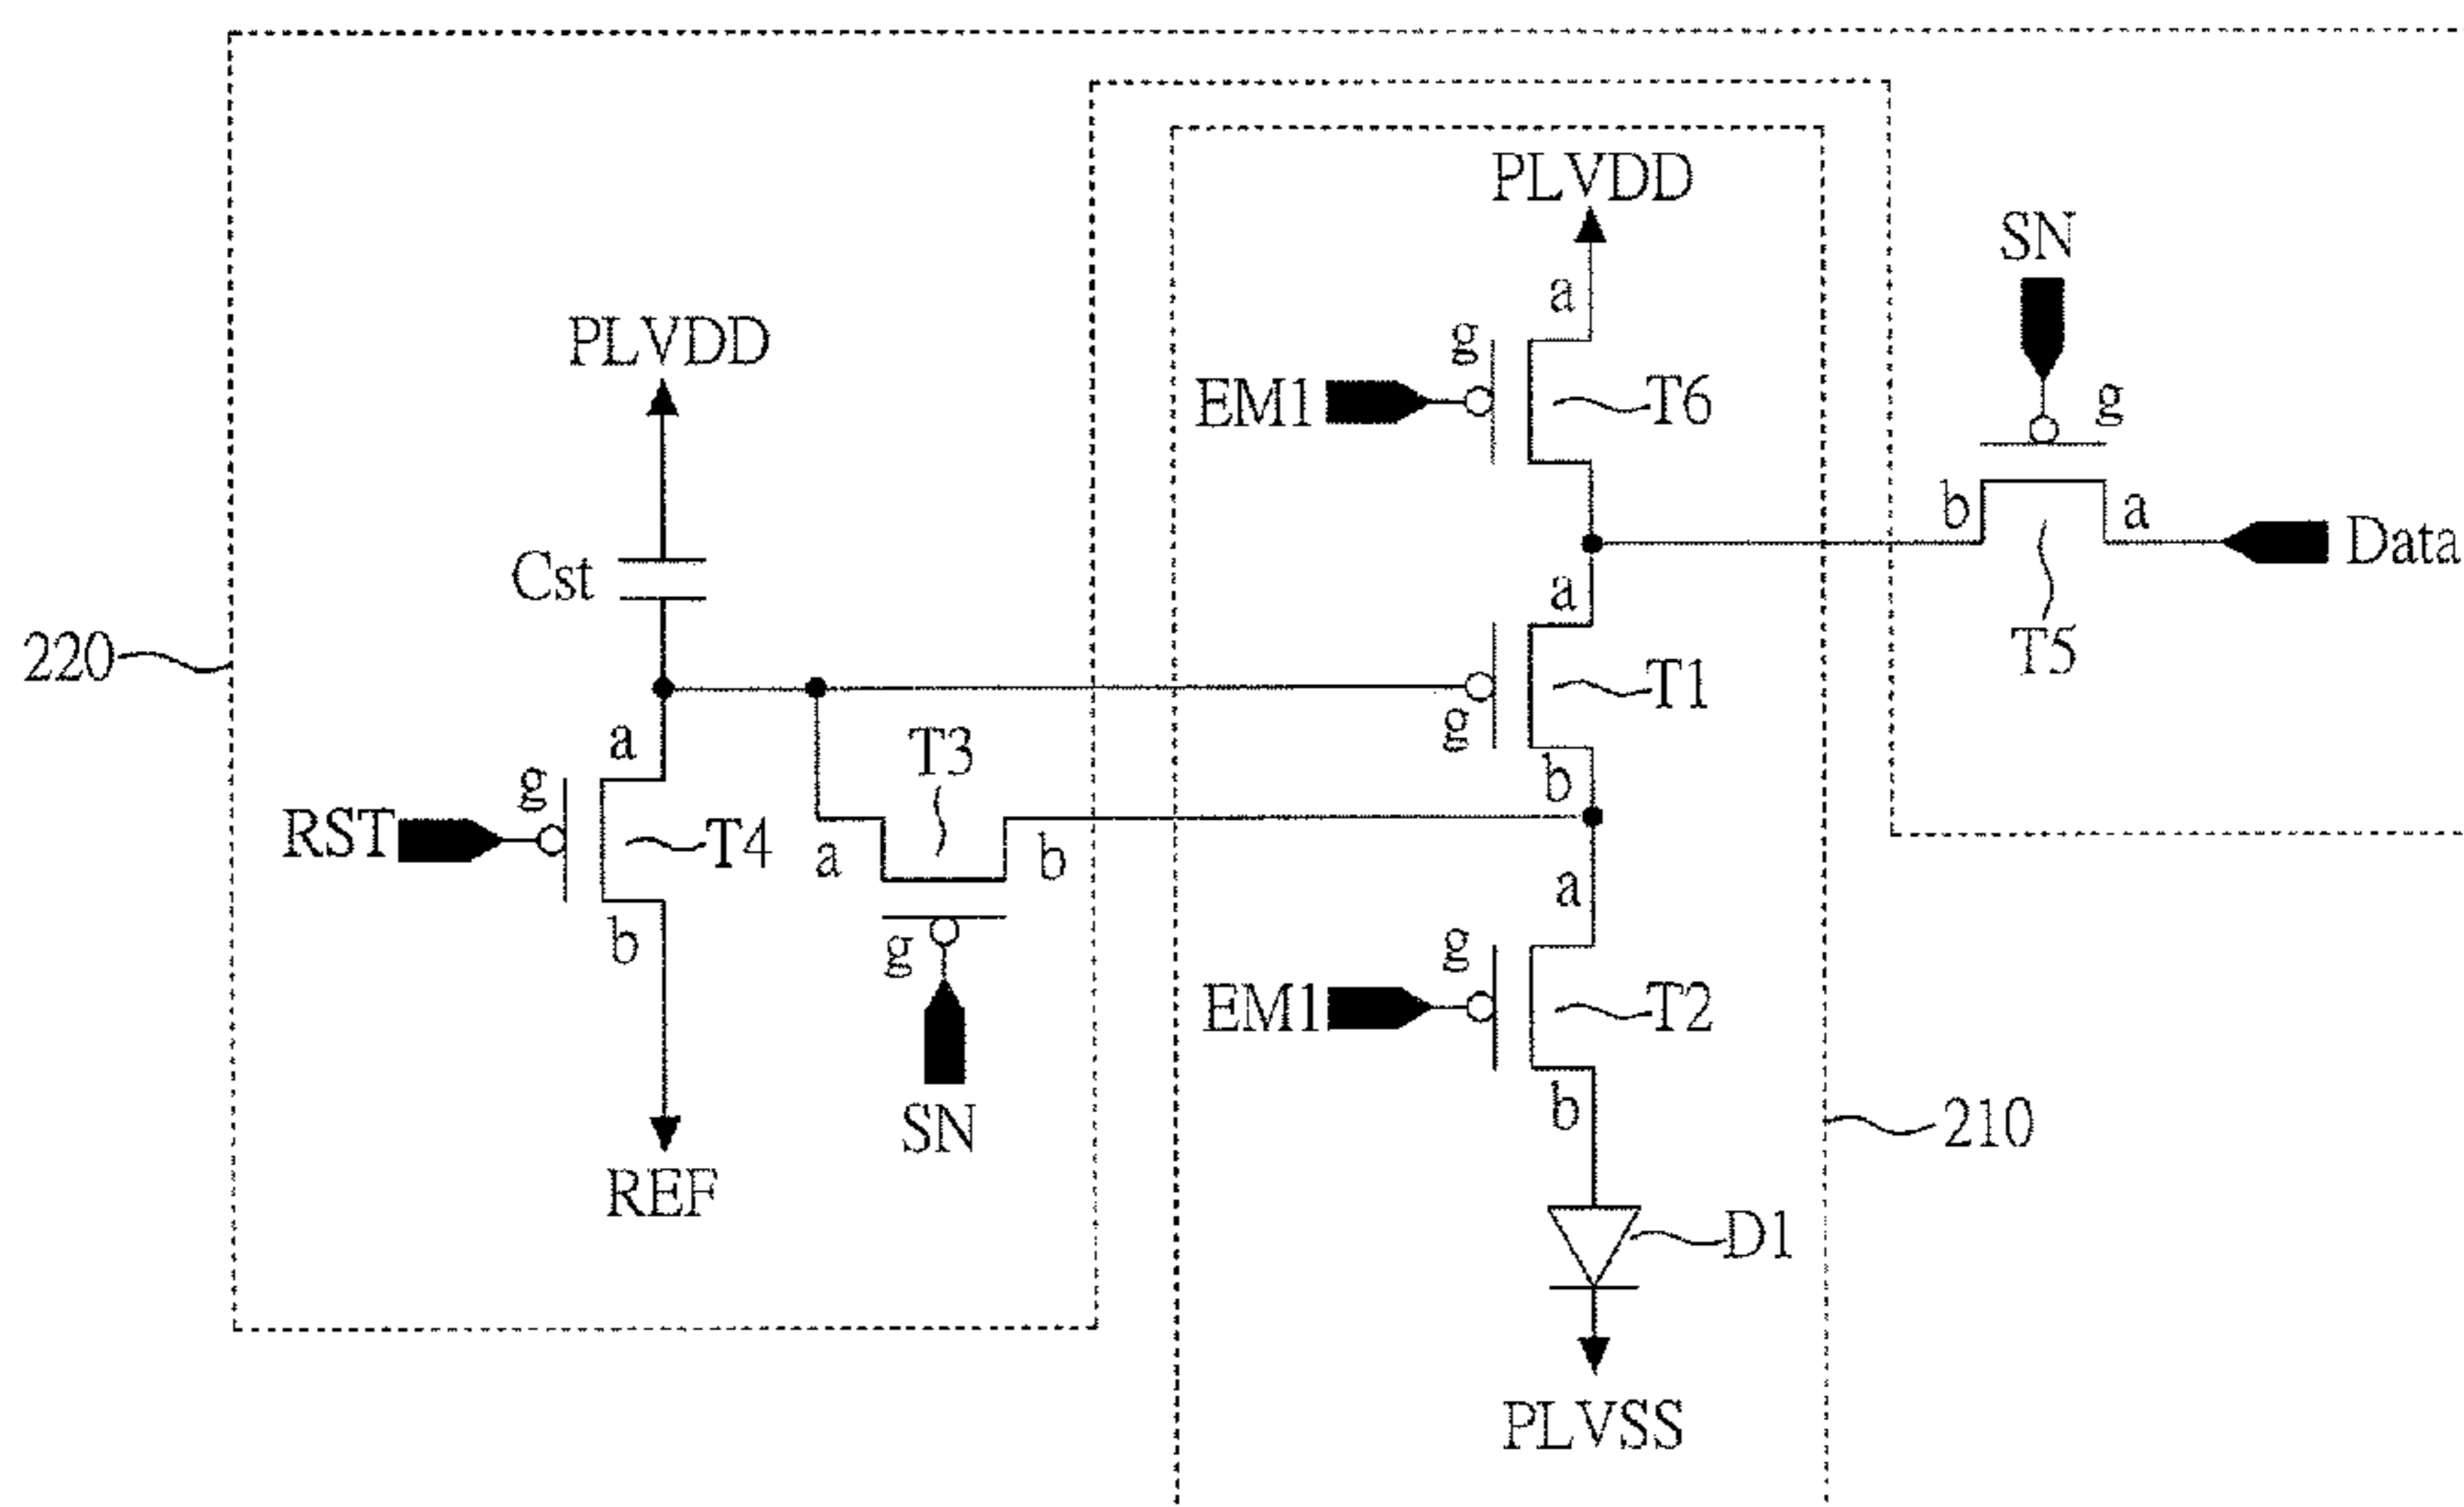 PLVDD
SN
a
g
PLVDD
EM1
T6
g
b
a
Data
Cst
a
T5
220
T1
g
a
T3
g
b
RST
T4
a
b
a
b
g
g
EM1
T2
SN
b
210
REF
D1
PLVSS